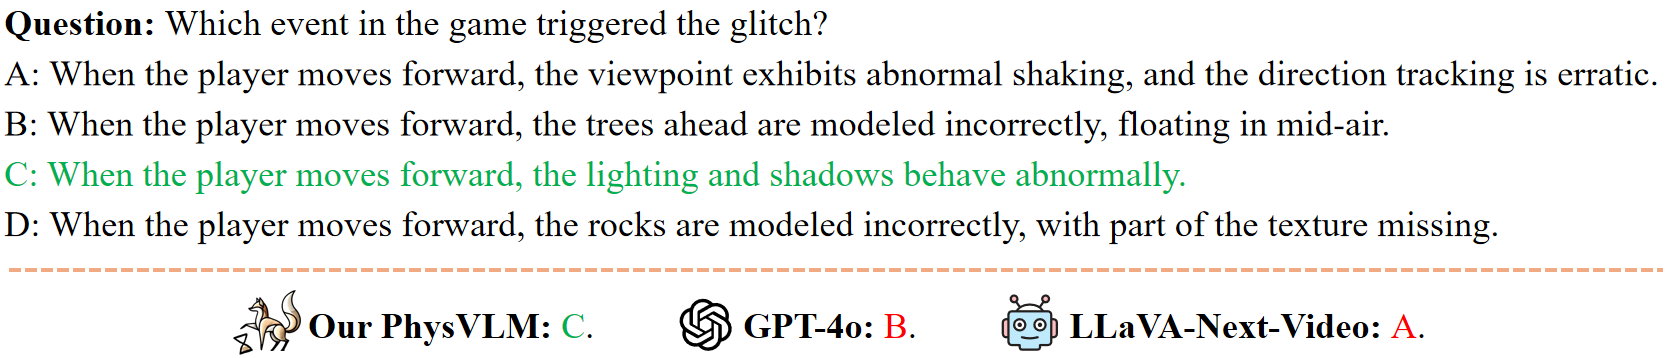 Question: Which event in the game triggered the glitch?
A: When the player moves forward, the viewpoint exhibits abnormal shaking, and the direction tracking is erratic.
B: When the player moves forward, the trees ahead are modeled incorrectly, floating in mid-air.
C: When the player moves forward, the lighting and shadows behave abnormally.
D: When the player moves forward, the rocks are modeled incorrectly, with part of the texture missing.
Our PhysVLM: C. GPT-4o: B. LLaVA-Next-Video: A.